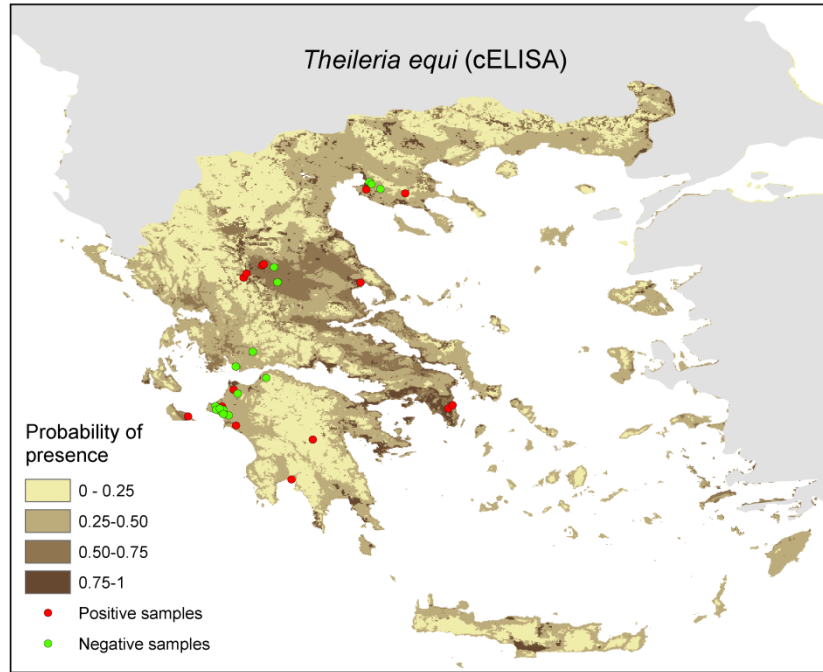 Theileria equi (cELISA)
Probability of
presence
0 - 0.25
0.25-0.50
0.50-0.75
0.75-1
Positive samples
Negative samples